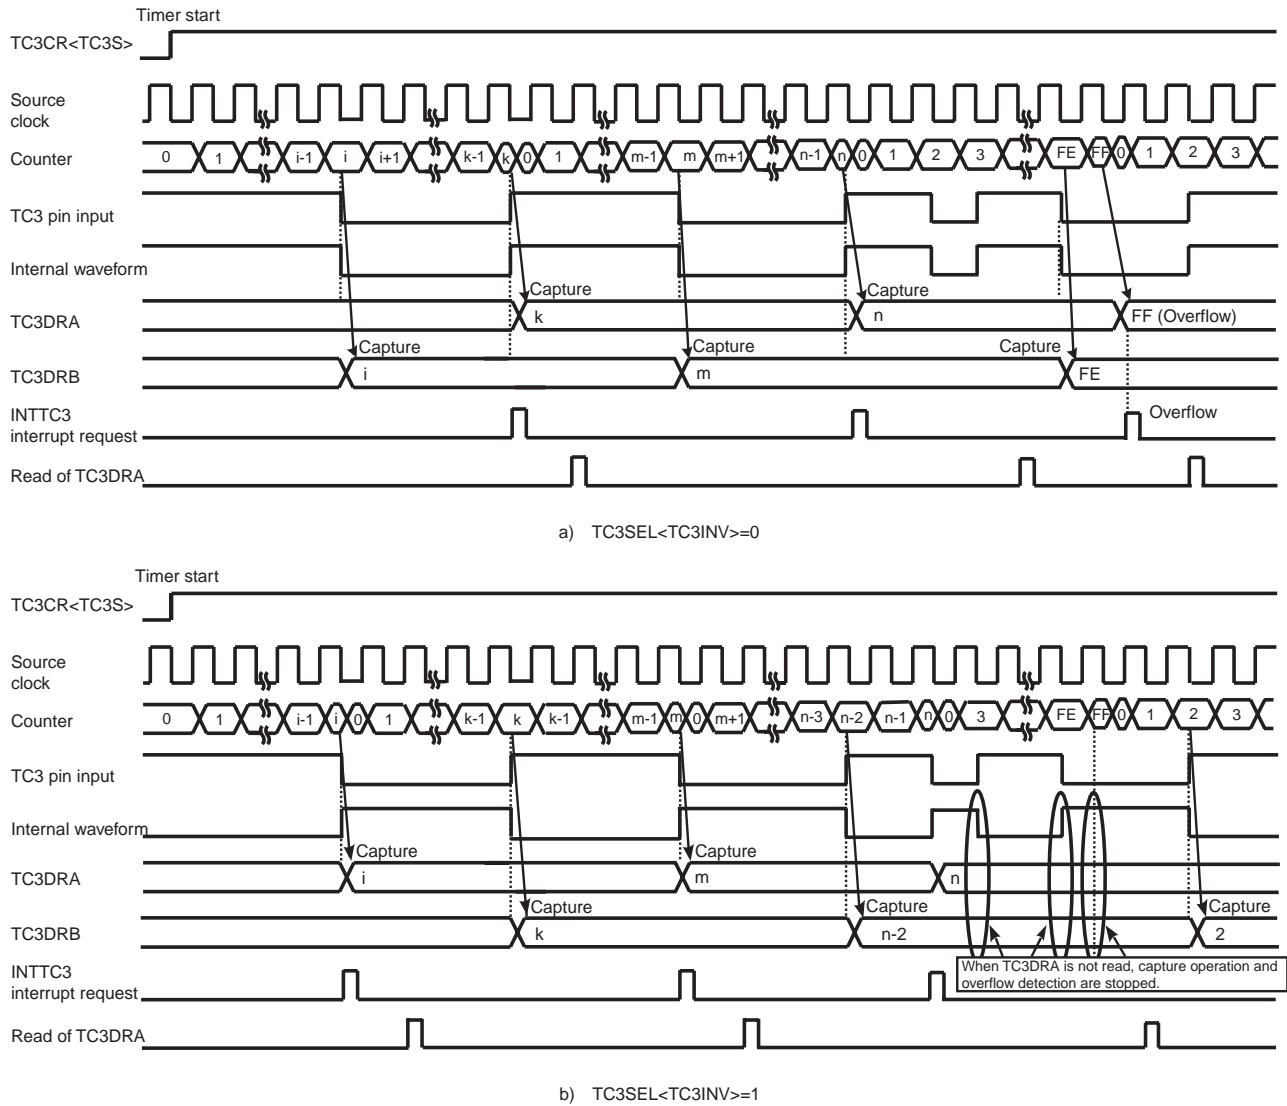 Timer start
TC3CR<TC3S>
Source
clock
Counter
0 1 i-1 i i+1 k-1 k 0 1 m-1 m m+1 n-1 n 0 1 2 3 FE FF 0 1 2 3
TC3 pin input
Internal waveform
Capture Capture
TC3DRA
k n FF (Overflow)
Capture Capture Capture
TC3DRB
i m FE
INTTC3
interrupt request
Overflow
Read of TC3DRA
a) TC3SEL<TC3INV>=0
Timer start
TC3CR<TC3S>
Source
clock
Counter
0 1 i-1 i 0 1 k-1 k k-1 m-1 m 0 m+1 n-3 n-2 n-1 n 0 3 FE FF 0 1 2 3
TC3 pin input
Internal waveform
Capture Capture
TC3DRA
i m n
Capture Capture Capture
TC3DRB
k n-2 2
When TC3DRA is not read, capture operation and
overflow detection are stopped.
INTTC3
interrupt request
Read of TC3DRA
b) TC3SEL<TC3INV>=1